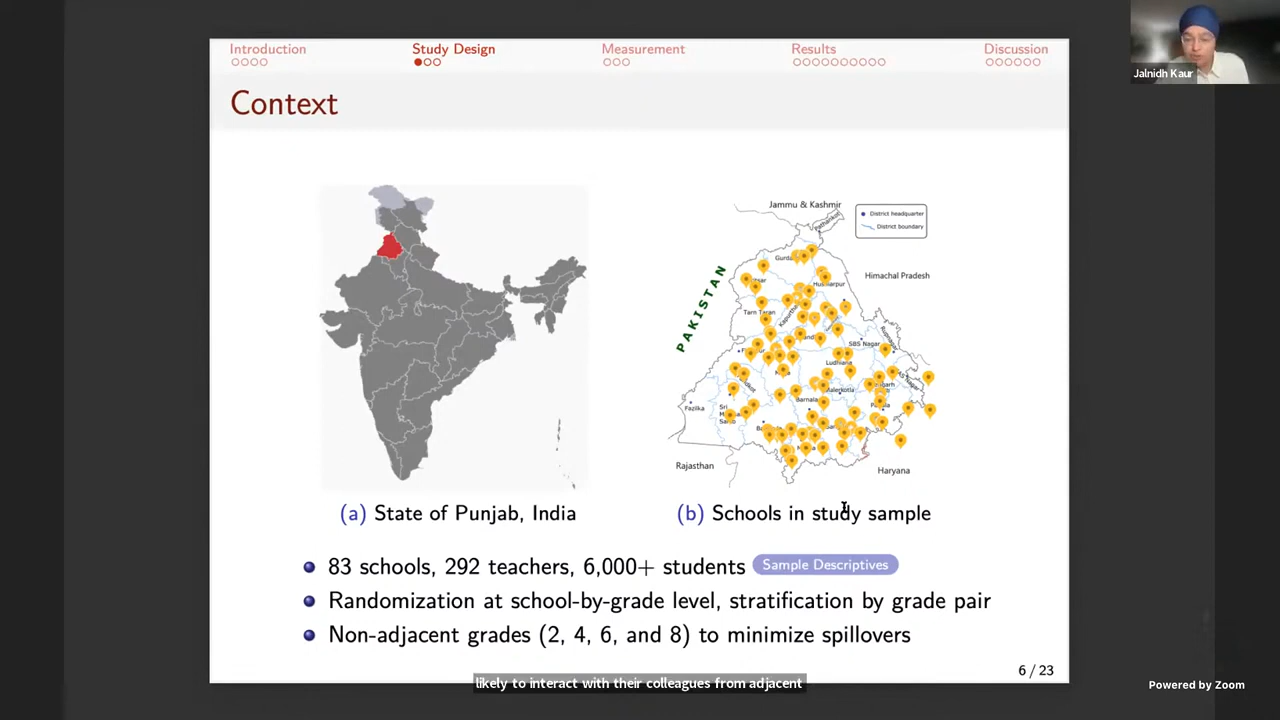 Introduction
Study Design
Measurement
Results
Discussion
Jalnidh Kaur
Context
Jammu & Kashmir
Pathankot
District headquarter
District boundary
PAKISTAN
Himachal Pradesh
Tarn Taran
Kapurthala
SBS Nagar
Rupnagar
Ludhiana
Barnala
Fazilka
Sri
Rajasthan
Haryana
(a) State of Punjab, India
(b) Schools in study sample
83 schools, 292 teachers, 6,000+ students
Sample Descriptives
Randomization at school-by-grade level, stratification by grade pair
Non-adjacent grades (2, 4, 6, and 8) to minimize spillovers
6 / 23
likely to interact with their colleagues from adjacent
Powered by Zoom